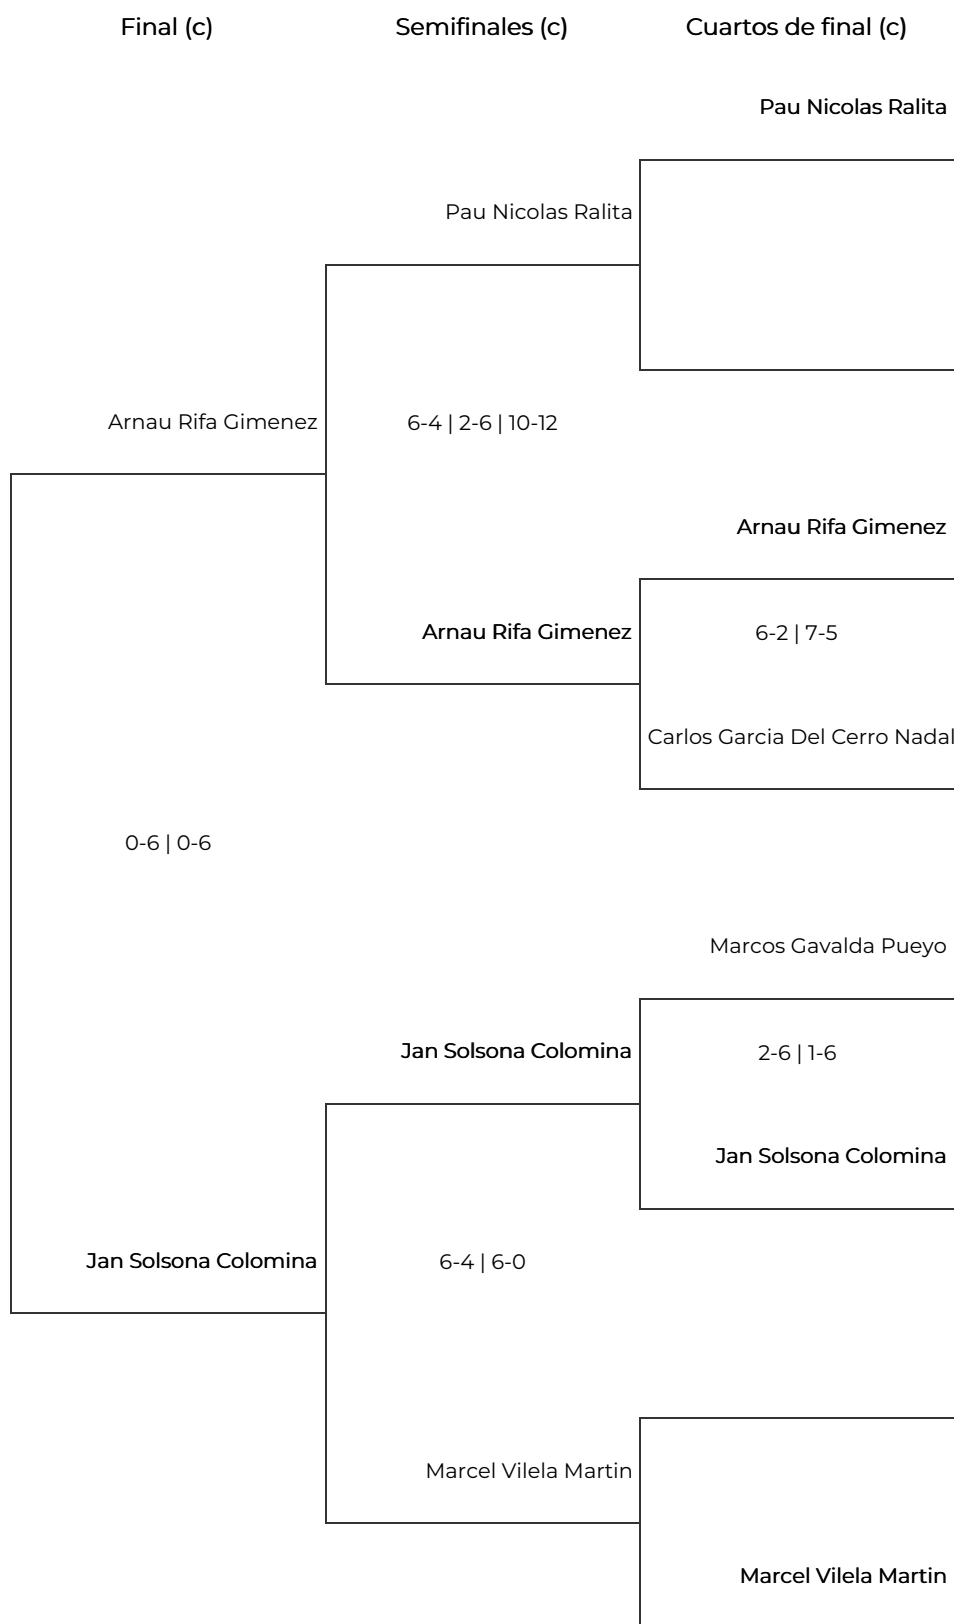 Final (c)
Semifinales (c)
Cuartos de final (c)
Pau Nicolas Ralita
Pau Nicolas Ralita
Arnau Rifa Gimenez
6-4 | 2-6 | 10-12
Arnau Rifa Gimenez
Arnau Rifa Gimenez
6-2 | 7-5
Carlos Garcia Del Cerro Nadal
0-6 | 0-6
Marcos Gavalda Pueyo
Jan Solsona Colomina
2-6 | 1-6
Jan Solsona Colomina
Jan Solsona Colomina
6-4 | 6-0
Marcel Vilela Martin
Marcel Vilela Martin